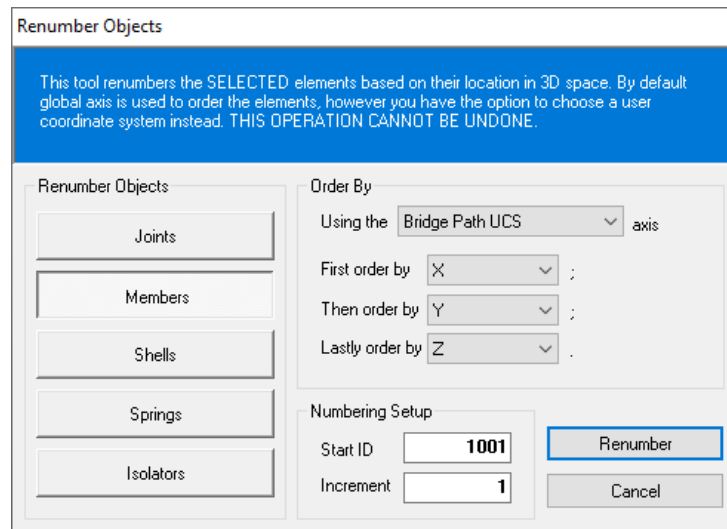 Renumber Objects
This tool renumbers the SELECTED elements based on their location in 3D space. By default
global axis is used to order the elements, however you have the option to choose a user
coordinate system instead. THIS OPERATION CANNOT BE UNDONE.
Renumber Objects
Joints
Members
Shells
Springs
Isolators
Order By
Using the Bridge Path UCS axis
First order by X ;
Then order by Y ;
Lastly order by Z .
Numbering Setup
Start ID 1001
Increment 1
Renumber
Cancel